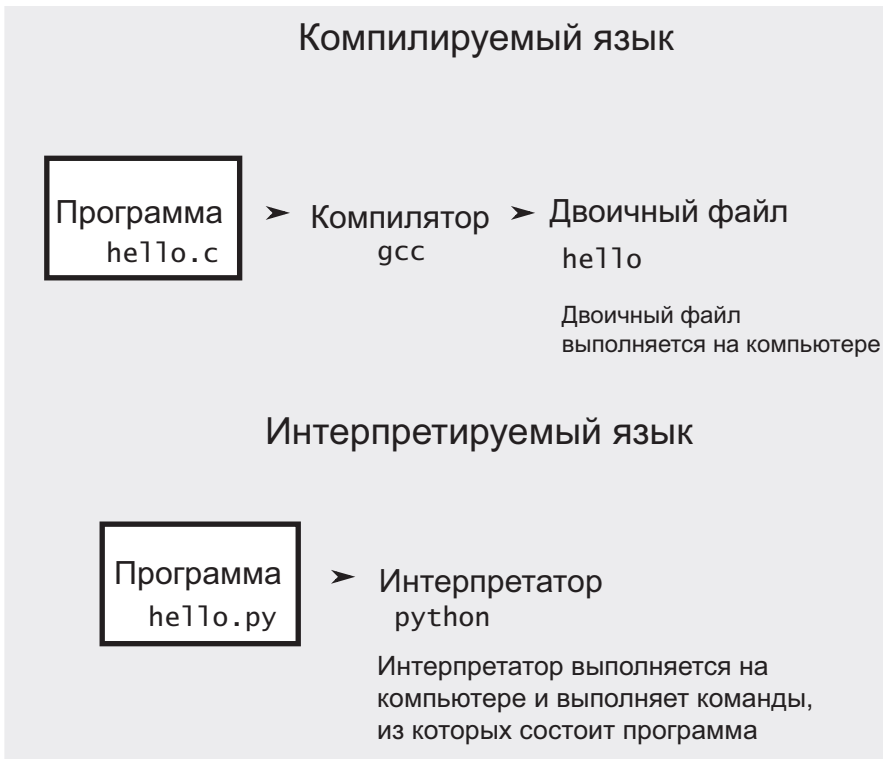 Компилируемый язык
Программа
hello.c
➤ Компилятор
gcc
➤ Двоичный файл
hello
Двоичный файл
выполняется на компьютере
Интерпретируемый язык
Программа
hello.py
➤ Интерпретатор
python
Интерпретатор выполняется на
компьютере и выполняет команды,
из которых состоит программа